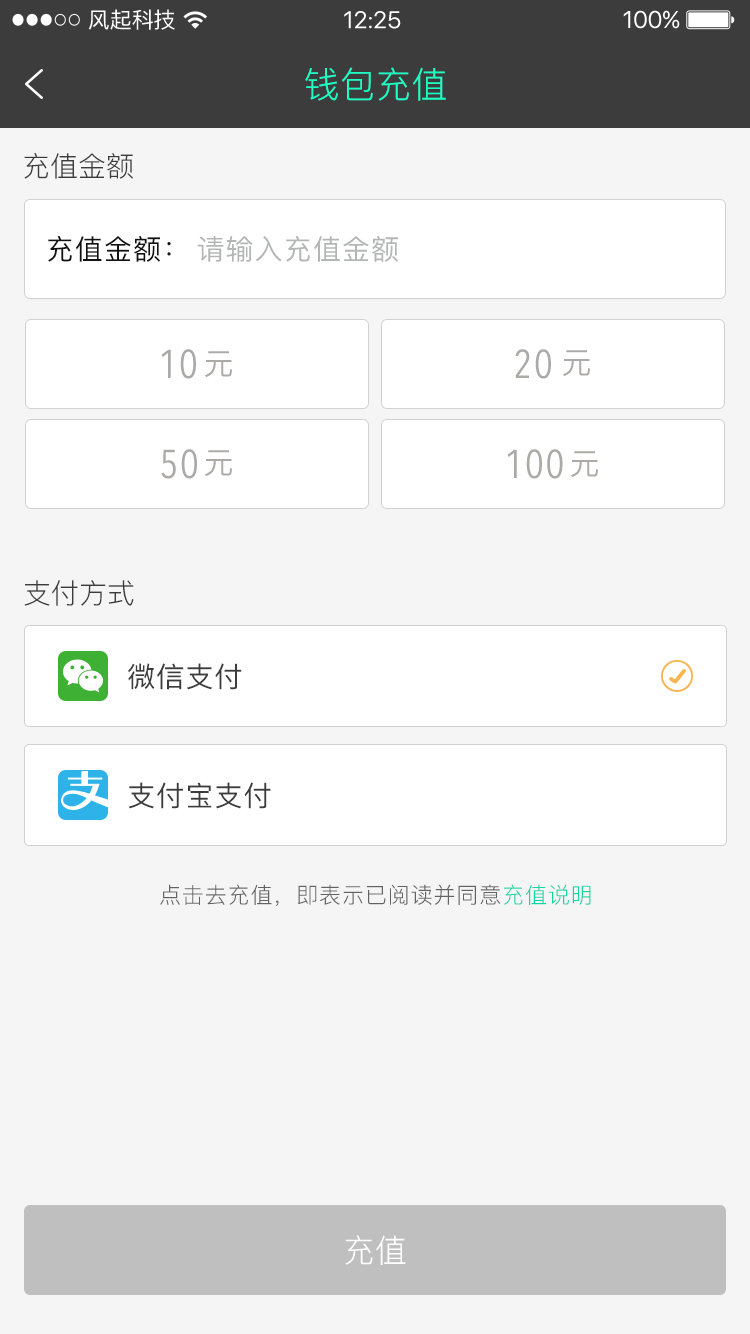 风起科技 12:25 100%
钱包充值
充值金额
充值金额： 请输入充值金额
10元 20元
50元 100元
支付方式
微信支付
支付宝支付
点击去充值，即表示已阅读并同意充值说明
充值